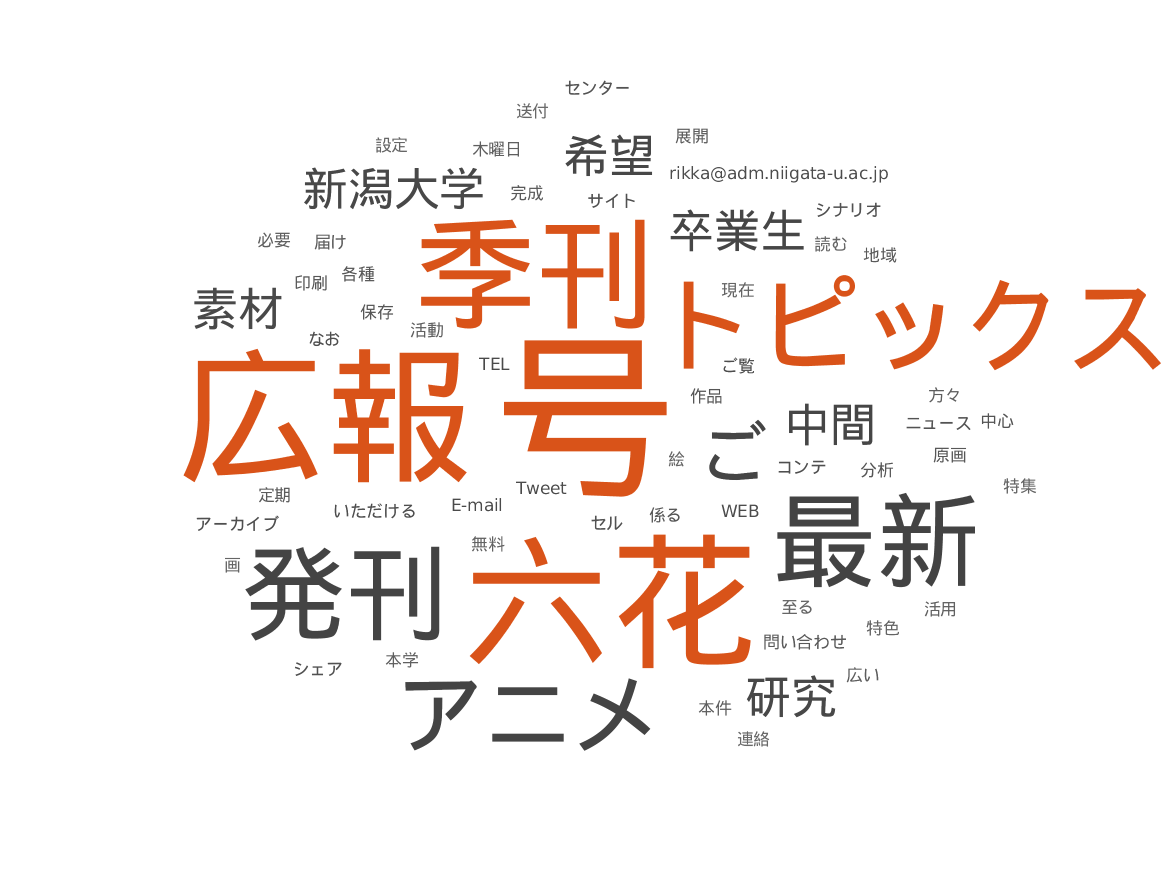 センター
送付
設定
木曜日
希望
展開
新潟大学
rikka@adm.niigata-u.ac.jp
完成
サイト
卒業生
シナリオ
必要
届け
季刊
読む
地域
印刷
各種
素材
保存
現在
トピックス
なお
活動
広報
号
TEL
ご覧
作品
方々
ご
中間
ニュース
中心
絵
コンテ
分析
原画
定期
いただける
E-mail
Tweet
特集
アーカイブ
セル
係る
WEB
最新
画
発刊
無料
六花
至る
活用
シェア
本学
問い合わせ
特色
アニメ
本件
研究
広い
連絡